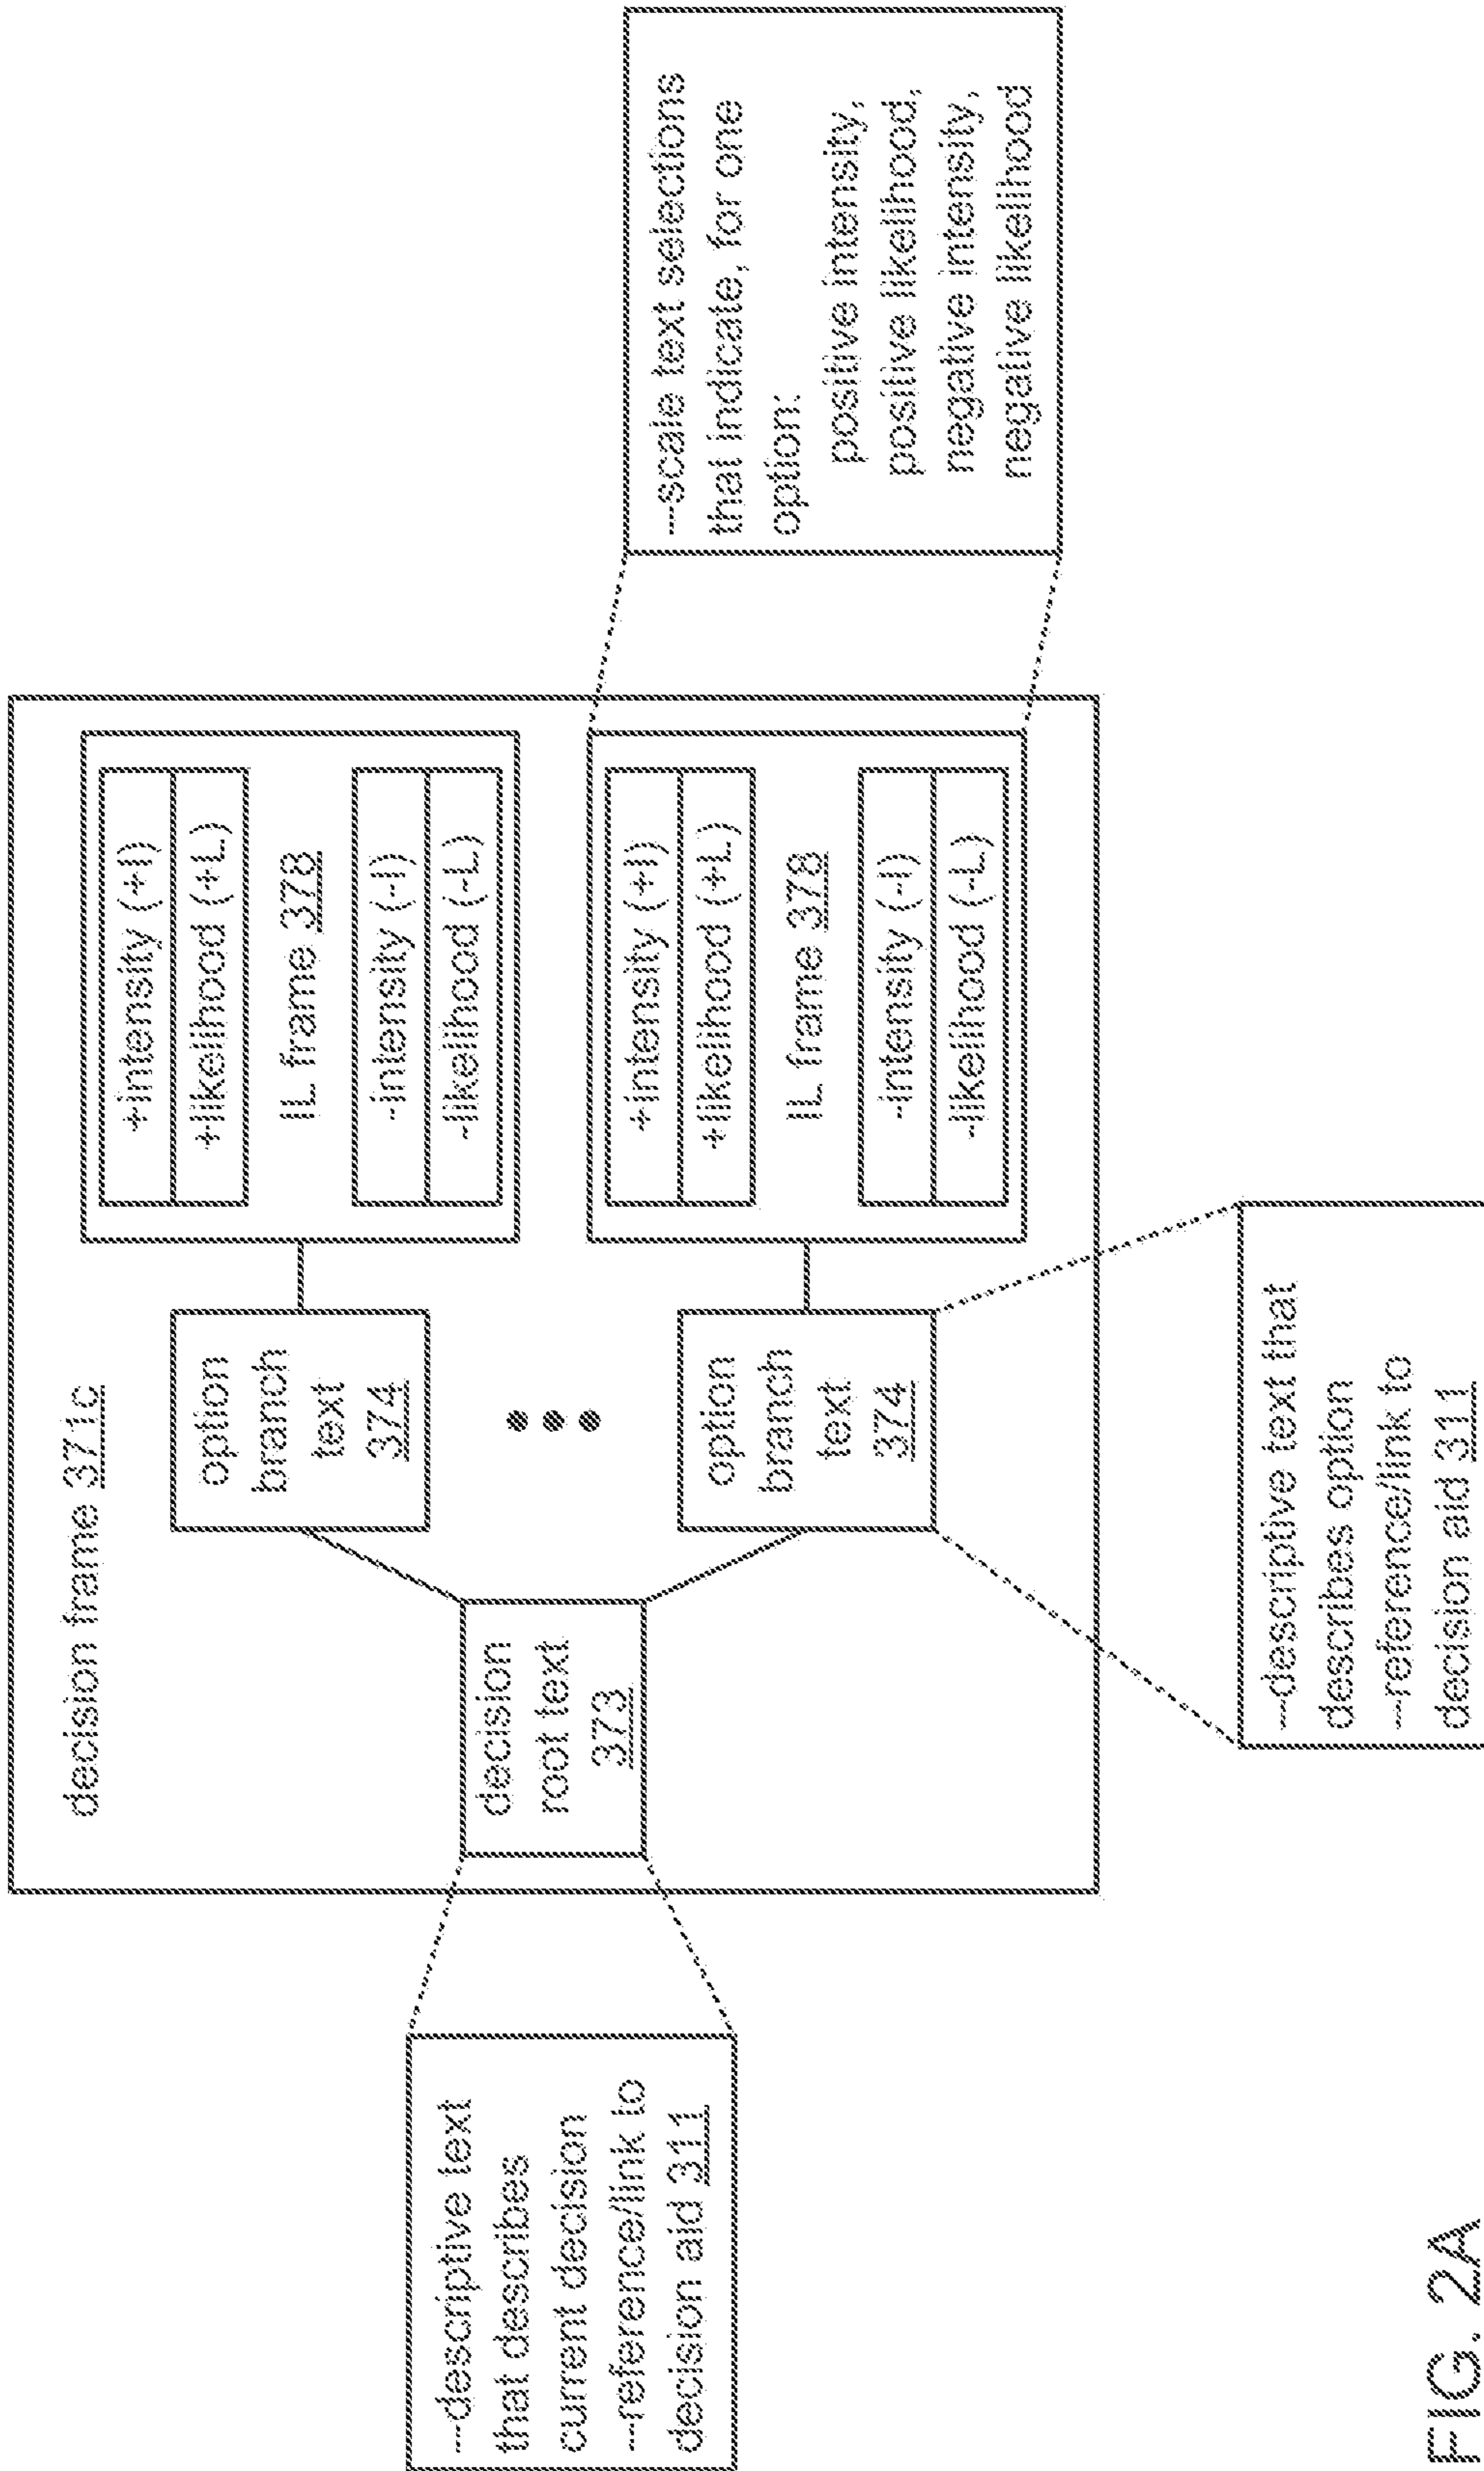 decision frame 371c
--descriptive text
that describes
current decision
--reference/link to
decision aid 311
decision
root text
373
option
branch
text
374
option
branch
text
374
+intensity (+I)
+likelihood (+L)
IL frame 378
-intensity (-I)
-likelihood (-L)
+intensity (+I)
+likelihood (+L)
IL frame 378
-intensity (-I)
-likelihood (-L)
--scale text selections
that indicate, for one
option:
positive intensity,
positive likelihood,
negative intensity,
negative likelihood
--descriptive text that
describes option
--reference/link to
decision aid 311
FIG. 2A